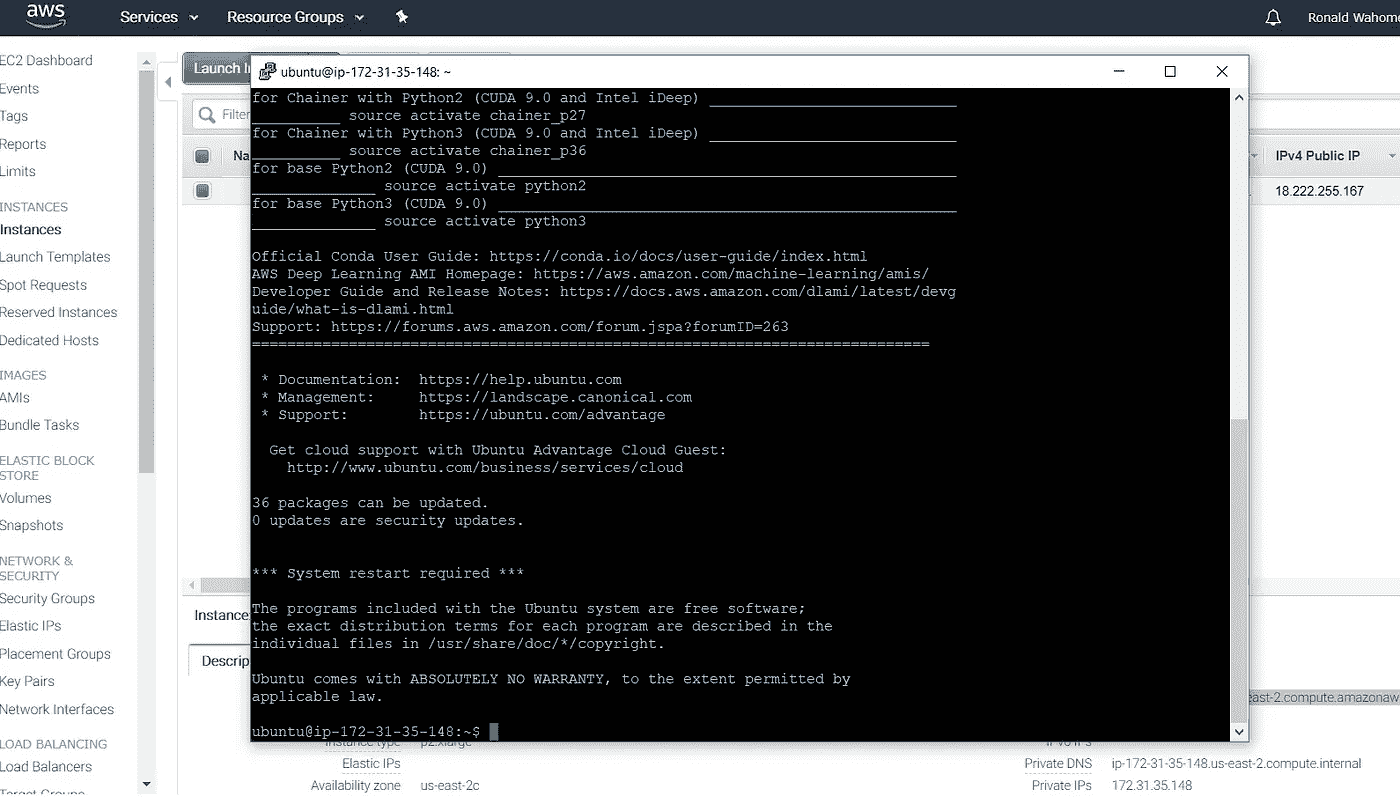 aws
Services
Resource Groups
Ronald Wahome
EC2 Dashboard
Events
Tags
Reports
Limits
INSTANCES
Instances
Launch Templates
Spot Requests
Reserved Instances
Dedicated Hosts
IMAGES
AMIs
Bundle Tasks
ELASTIC BLOCK
STORE
Volumes
Snapshots
NETWORK &
SECURITY
Security Groups
Elastic IPs
Placement Groups
Key Pairs
Network Interfaces
LOAD BALANCING
Load Balancers
Target Groups
Launch I
Filter
Na
IPv4 Public IP
18.222.255.167
ubuntu@ip-172-31-35-148: ~
for Chainer with Python2 (CUDA 9.0 and Intel iDeep) ____________________________
__________ source activate chainer_p27
for Chainer with Python3 (CUDA 9.0 and Intel iDeep) ____________________________
__________ source activate chainer_p36
for base Python2 (CUDA 9.0) ____________________________________________________
______________ source activate python2
for base Python3 (CUDA 9.0) ____________________________________________________
______________ source activate python3
Official Conda User Guide: https://conda.io/docs/user-guide/index.html
AWS Deep Learning AMI Homepage: https://aws.amazon.com/machine-learning/amis/
Developer Guide and Release Notes: https://docs.aws.amazon.com/dlami/latest/devg
uide/what-is-dlami.html
Support: https://forums.aws.amazon.com/forum.jspa?forumID=263
=============================================================================
* Documentation:  https://help.ubuntu.com
* Management:     https://landscape.canonical.com
* Support:        https://ubuntu.com/advantage
Get cloud support with Ubuntu Advantage Cloud Guest:
http://www.ubuntu.com/business/services/cloud
36 packages can be updated.
0 updates are security updates.
*** System restart required ***
The programs included with the Ubuntu system are free software;
the exact distribution terms for each program are described in the
individual files in /usr/share/doc/*/copyright.
Ubuntu comes with ABSOLUTELY NO WARRANTY, to the extent permitted by
applicable law.
ubuntu@ip-172-31-35-148:~$
Instance:
Descrip
east-2.compute.amazonaw
Instance type p2.xlarge
IPv6 IPs
Elastic IPs
Private DNS ip-172-31-35-148.us-east-2.compute.internal
Availability zone us-east-2c
Private IPs 172.31.35.148